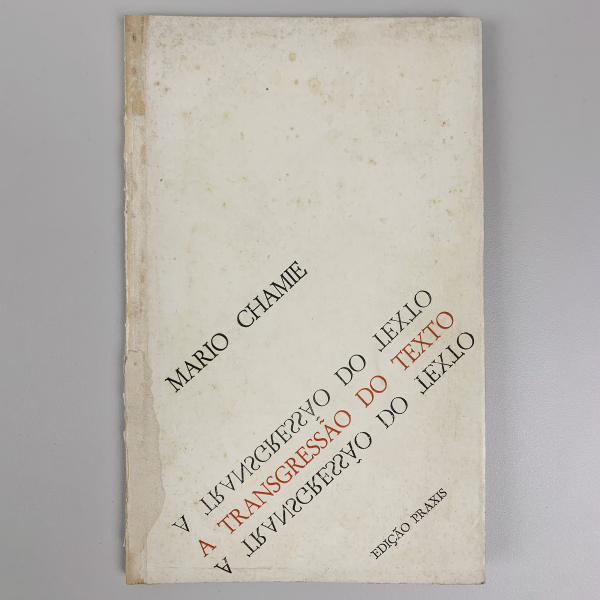 MARIO CHAMIE
A TRANSGRESSÃO DO TEXTO
A TRANSGRESSÃO DO TEXTO
A TRANSGRESSÃO DO TEXTO
EDIÇÃO PRAXIS